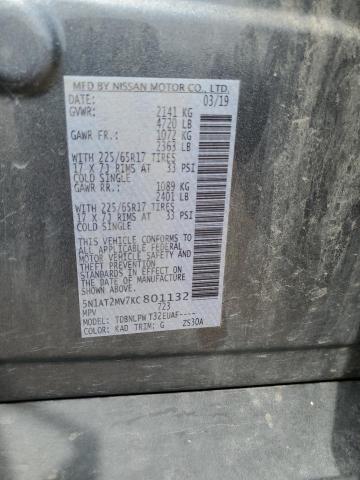 MFD BY NISSAN MOTOR CO., LTD.
DATE: 03/19
GVWR: 2141 KG
4720 LB
GAWR FR: 1072 KG
2363 LB
WITH 225/65R17 TIRES
17 X 7J RIMS AT 33 PSI
COLD SINGLE
GAWR RR: 1089 KG
2401 LB
WITH 225/65R17 TIRES
17 X 7J RIMS AT 33 PSI
COLD SINGLE
THIS VEHICLE CONFORMS TO
ALL APPLICABLE FEDERAL
MOTOR VEHICLE SAFETY
STANDARDS IN EFFECT ON
THE DATE OF MANUFACTURE
SHOWN ABOVE.
5N1AT2MV7KC801132
MPV 723
MODEL: TDBNLPW T32EUAF----
COLOR: KAD TRIM: G ZS30A